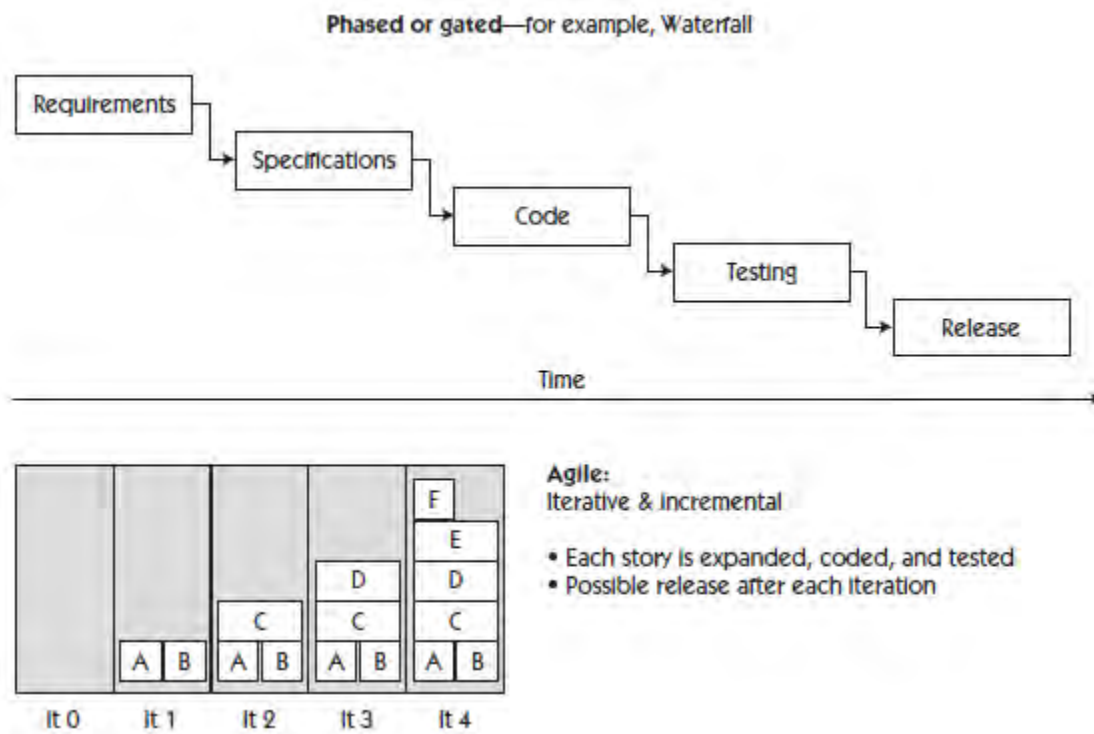 Phased or gated—for example, Waterfall
Requirements
Specifications
Code
Testing
Release
Time
Agile:
Iterative & incremental
• Each story is expanded, coded, and tested
• Possible release after each iteration
F
E
D D
C C C
A B A B A B A B
It 0 It 1 It 2 It 3 It 4